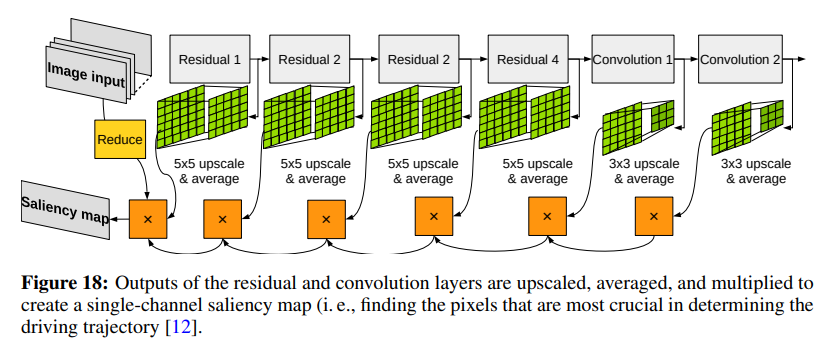 Image input
Residual 1
Residual 2
Residual 2
Residual 4
Convolution 1
Convolution 2
Reduce
5x5 upscale
& average
5x5 upscale
& average
5x5 upscale
& average
5x5 upscale
& average
3x3 upscale
& average
3x3 upscale
& average
Saliency map
×
×
×
×
×
×
Figure 18: Outputs of the residual and convolution layers are upscaled, averaged, and multiplied to
create a single-channel saliency map (i. e., finding the pixels that are most crucial in determining the
driving trajectory [12].